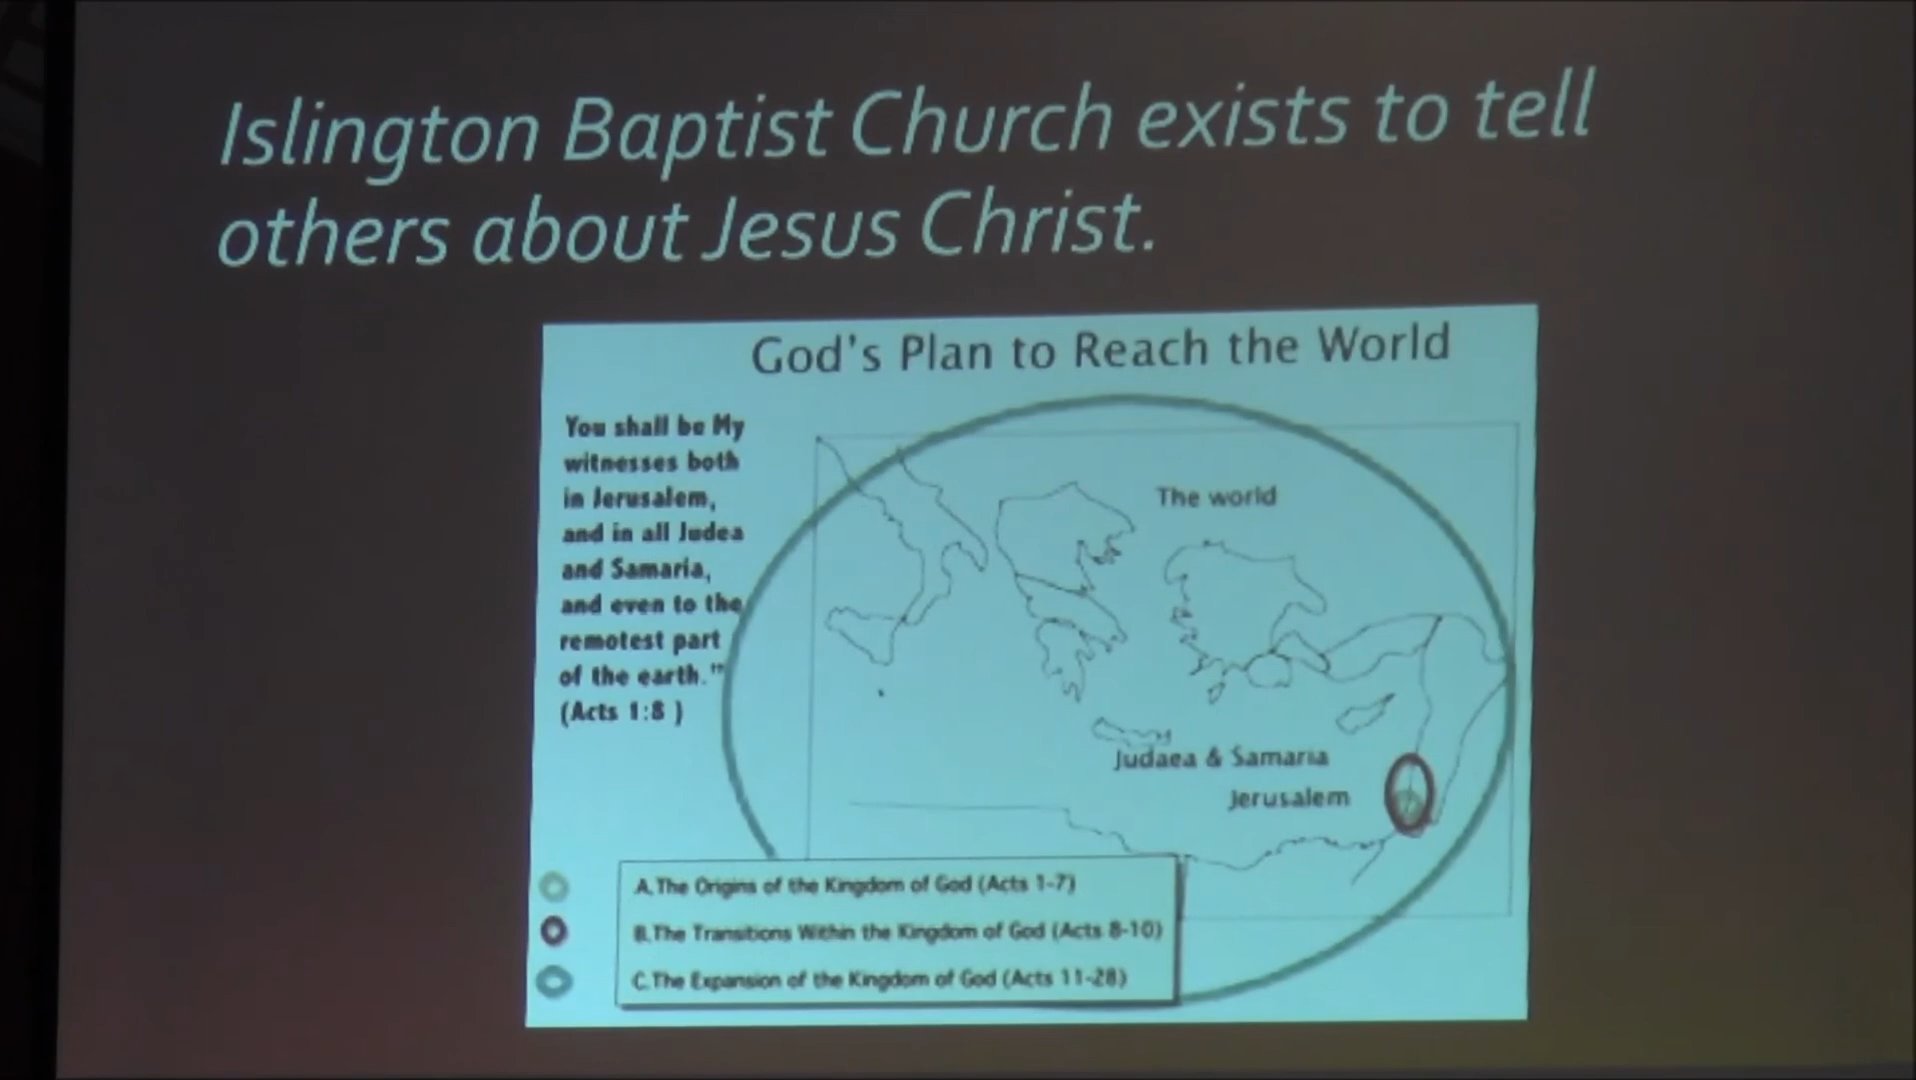 Islington Baptist Church exists to tell
others about Jesus Christ.
God's Plan to Reach the World
You shall be My
witnesses both
in Jerusalem,
and in all Judea
and Samaria,
and even to the
remotest part
of the earth."
(Acts 1:8 )
The world
Judaea & Samaria
Jerusalem
A.The Origins of the Kingdom of God (Acts 1-7)
B.The Transitions Within the Kingdom of God (Acts 8-10)
C.The Expansion of the Kingdom of God (Acts 11-28)